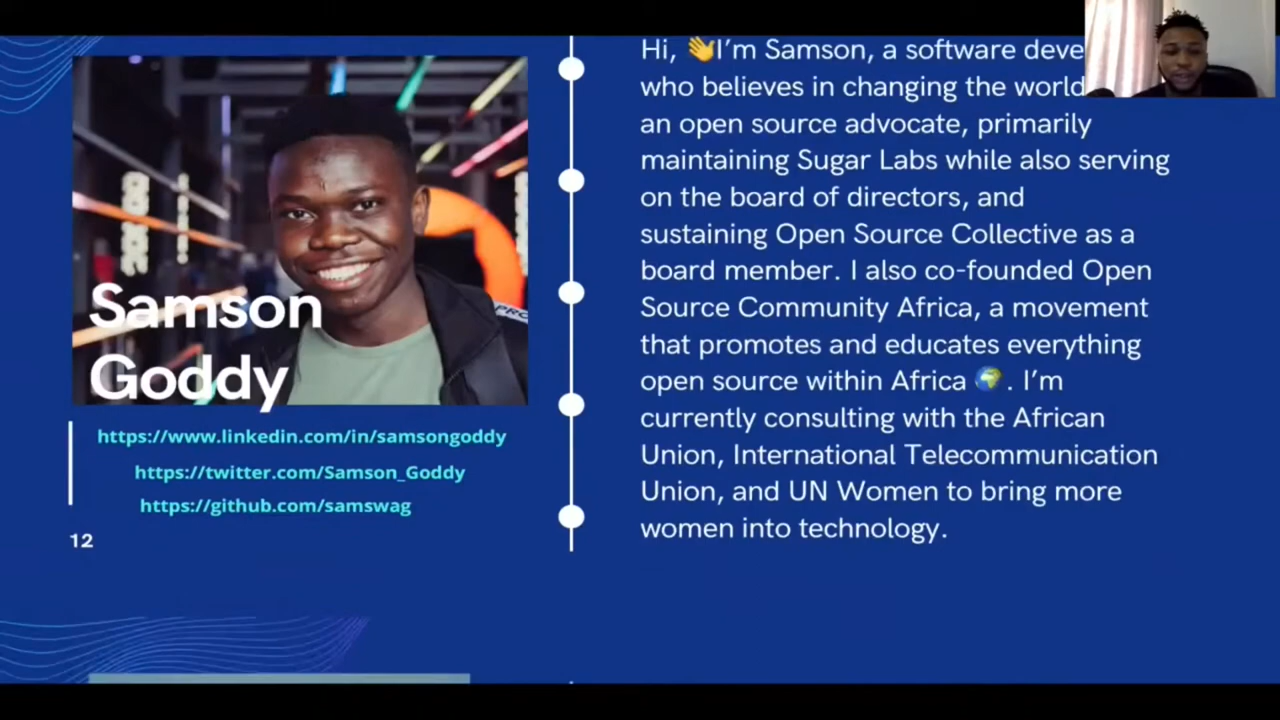 Samson
Goddy
https://www.linkedin.com/in/samsongoddy
https://twitter.com/Samson_Goddy
https://github.com/samswag
12
Hi, 👋I’m Samson, a software deve
who believes in changing the world
an open source advocate, primarily
maintaining Sugar Labs while also serving
on the board of directors, and
sustaining Open Source Collective as a
board member. I also co-founded Open
Source Community Africa, a movement
that promotes and educates everything
open source within Africa 🌍. I’m
currently consulting with the African
Union, International Telecommunication
Union, and UN Women to bring more
women into technology.